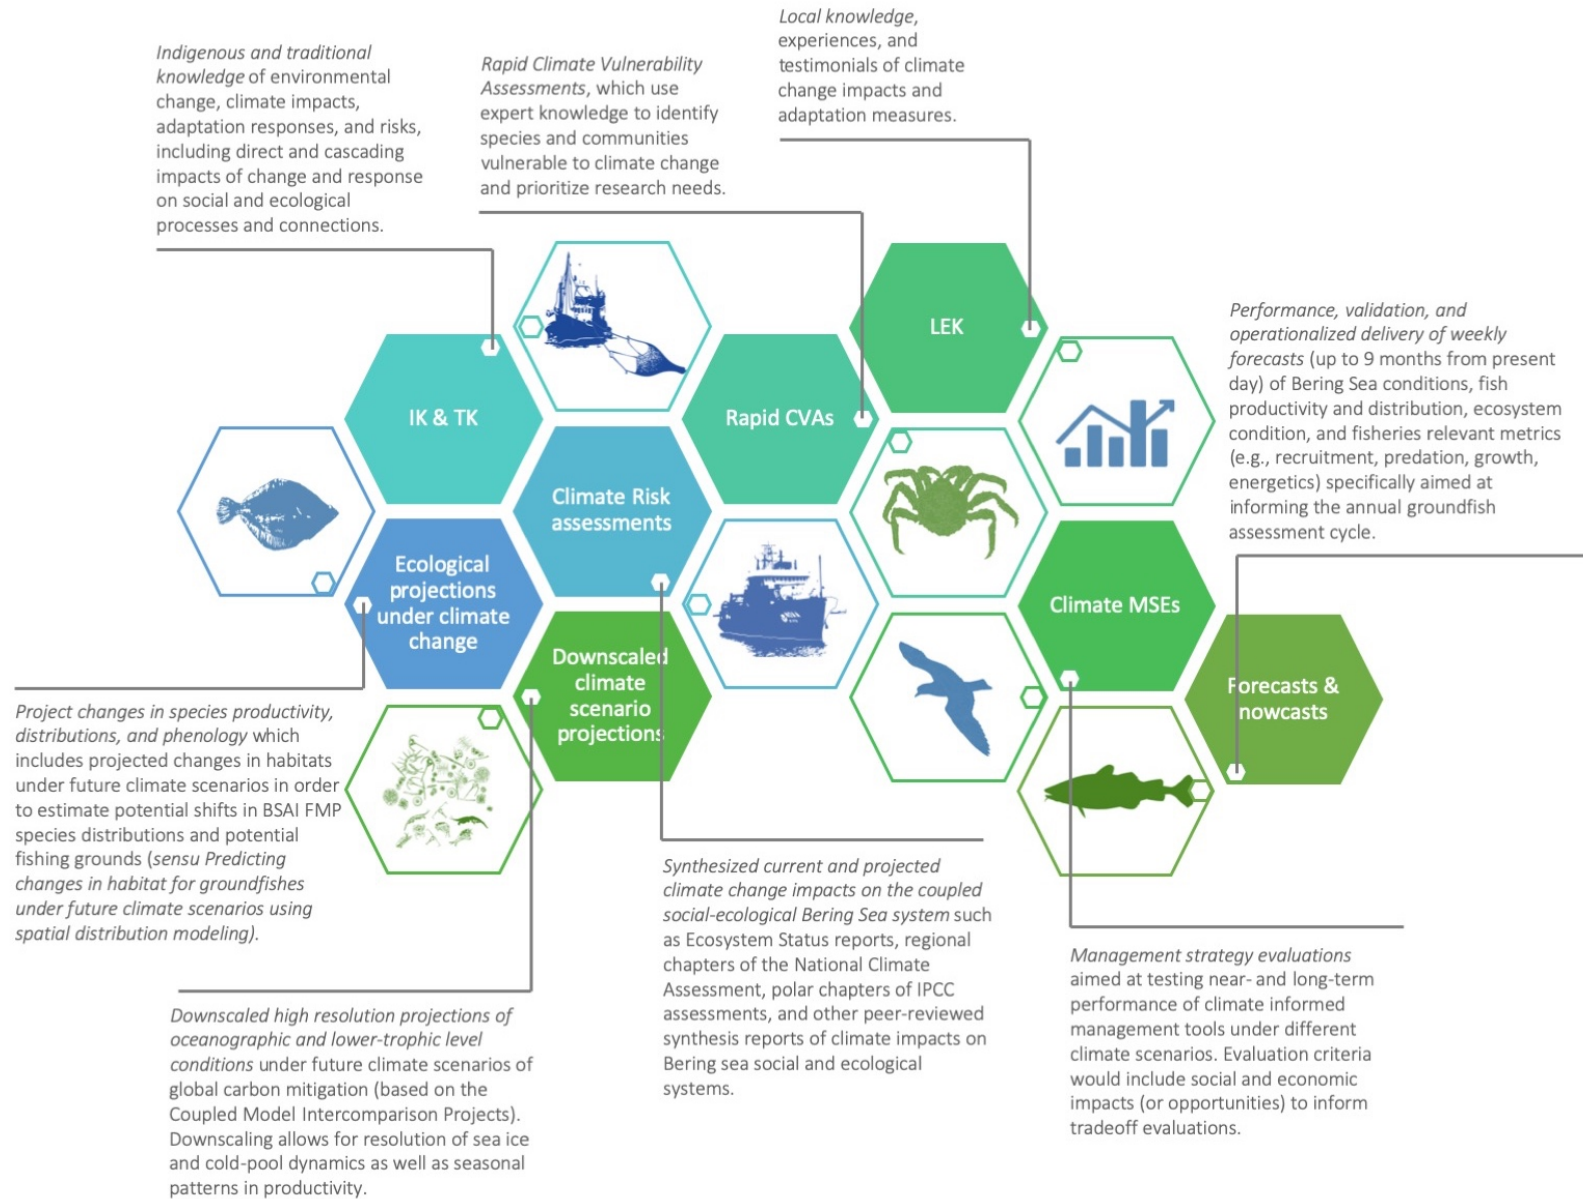 Indigenous and traditional
knowledge of environmental
change, climate impacts,
adaptation responses, and risks,
including direct and cascading
impacts of change and response
on social and ecological
processes and connections.
Rapid Climate Vulnerability
Assessments, which use
expert knowledge to identify
species and communities
vulnerable to climate change
and prioritize research needs.
Local knowledge,
experiences, and
testimonials of climate
change impacts and
adaptation measures.
Performance, validation, and
operationalized delivery of weekly
forecasts (up to 9 months from present
day) of Bering Sea conditions, fish
productivity and distribution, ecosystem
condition, and fisheries relevant metrics
(e.g., recruitment, predation, growth,
energetics) specifically aimed at
informing the annual groundfish
assessment cycle.
LEK
IK & TK
Rapid CVAs
Climate Risk
assessments
Ecological
projections
under climate
change
Climate MSEs
Downscaled
climate
scenario
projections
Forecasts &
nowcasts
Project changes in species productivity,
distributions, and phenology which
includes projected changes in habitats
under future climate scenarios in order
to estimate potential shifts in BSAI FMP
species distributions and potential
fishing grounds (sensu Predicting
changes in habitat for groundfishes
under future climate scenarios using
spatial distribution modeling).
Downscaled high resolution projections of
oceanographic and lower-trophic level
conditions under future climate scenarios of
global carbon mitigation (based on the
Coupled Model Intercomparison Projects).
Downscaling allows for resolution of sea ice
and cold-pool dynamics as well as seasonal
patterns in productivity.
Synthesized current and projected
climate change impacts on the coupled
social-ecological Bering Sea system such
as Ecosystem Status reports, regional
chapters of the National Climate
Assessment, polar chapters of IPCC
assessments, and other peer-reviewed
synthesis reports of climate impacts on
Bering sea social and ecological
systems.
Management strategy evaluations
aimed at testing near- and long-term
performance of climate informed
management tools under different
climate scenarios. Evaluation criteria
would include social and economic
impacts (or opportunities) to inform
tradeoff evaluations.